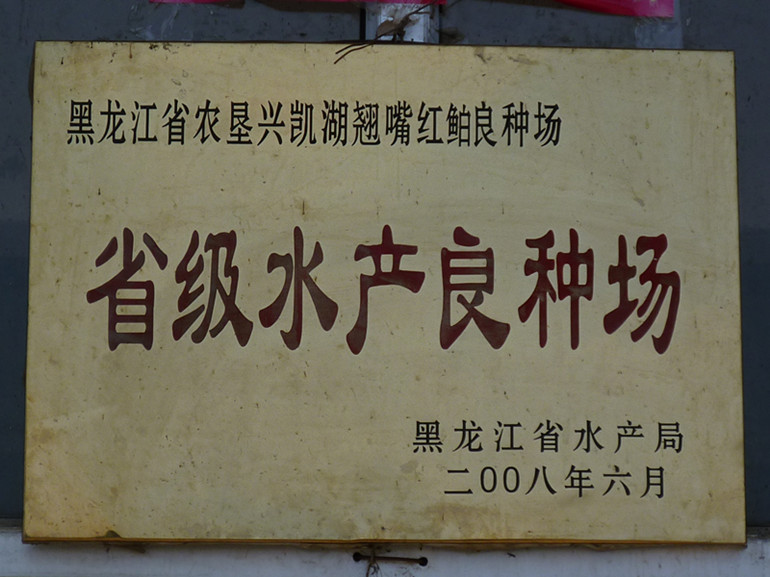 黑龙江省农垦兴凯湖翘嘴红鲌良种场
省级水产良种场
黑龙江省水产局
二00八年六月